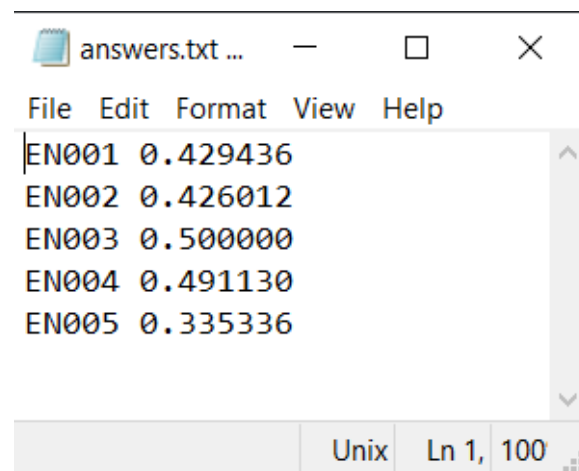 answers.txt ...
File Edit Format View Help
EN001 0.429436
EN002 0.426012
EN003 0.500000
EN004 0.491130
EN005 0.335336
Unix Ln 1, 100